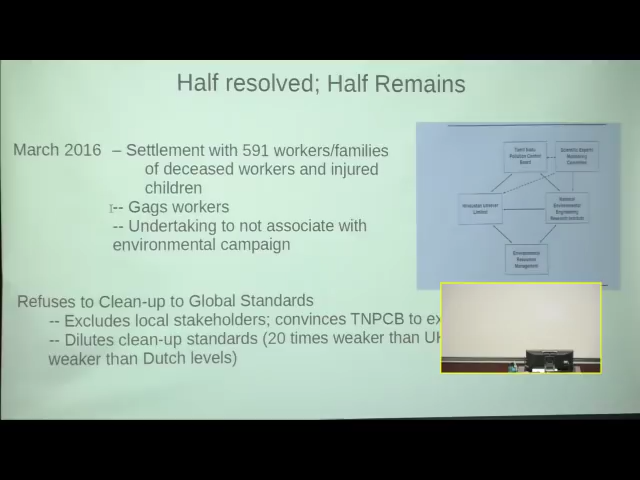 Half resolved; Half Remains
March 2016 – Settlement with 591 workers/families
of deceased workers and injured
children
-- Gags workers
-- Undertaking to not associate with
environmental campaign
Refuses to Clean-up to Global Standards
-- Excludes local stakeholders; convinces TNPCB to
-- Dilutes clean-up standards (20 times weaker than
weaker than Dutch levels)
Tamil Nadu
Pollution Control
Board
Scientific Experts
Committee
Hindustan Unilever
Limited
National
Environmental
Engineering
Research Institute
Environmental
Resources
Management